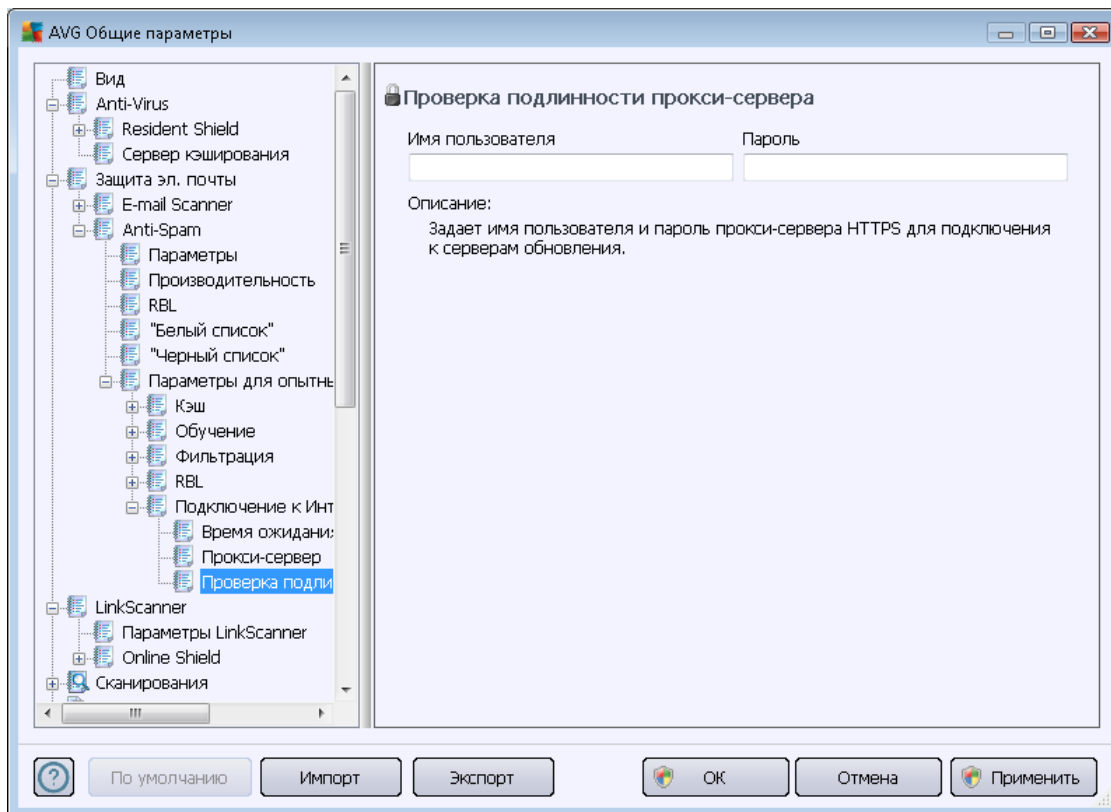 AVG Общие параметры
Вид
Anti-Virus
Resident Shield
Сервер кэширования
Защита эл. почты
E-mail Scanner
Anti-Spam
Параметры
Производительность
RBL
"Белый список"
"Черный список"
Параметры для опытнь
Кэш
Обучение
Фильтрация
RBL
Подключение к Инт
Время ожидани
Прокси-сервер
Проверка подли
LinkScanner
Параметры LinkScanner
Online Shield
Сканирования
Проверка подлинности прокси-сервера
Имя пользователя
Пароль
Описание:
Задает имя пользователя и пароль прокси-сервера HTTPS для подключения
к серверам обновления.
По умолчанию
Импорт
Экспорт
ОК
Отмена
Применить